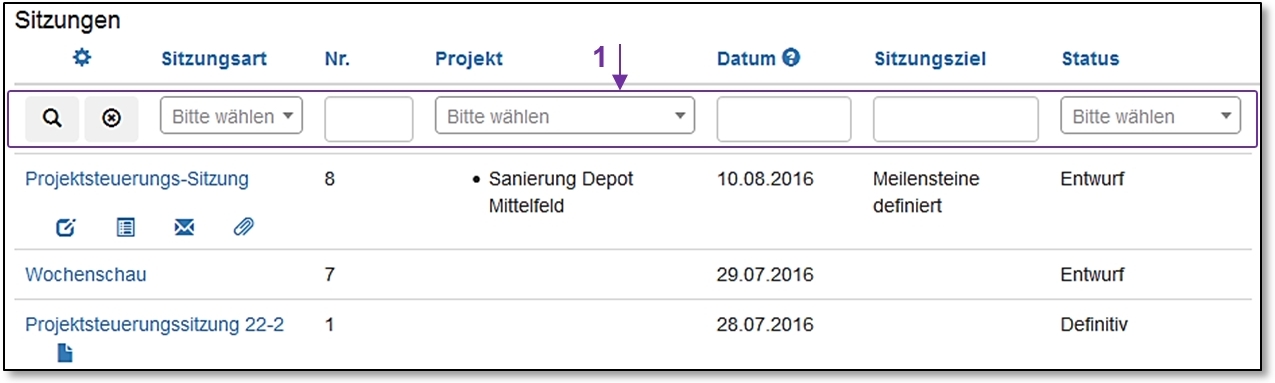 Sitzungen
Sitzungsart Nr. Projekt 1 Datum ? Sitzungsziel Status
Bitte wählen Bitte wählen Bitte wählen
Projektsteuerungs-Sitzung 8 • Sanierung Depot 10.08.2016 Meilensteine Entwurf
Mittelfeld definiert
Wochenschau 7 29.07.2016 Entwurf
Projektsteuerungssitzung 22-2 1 28.07.2016 Definitiv